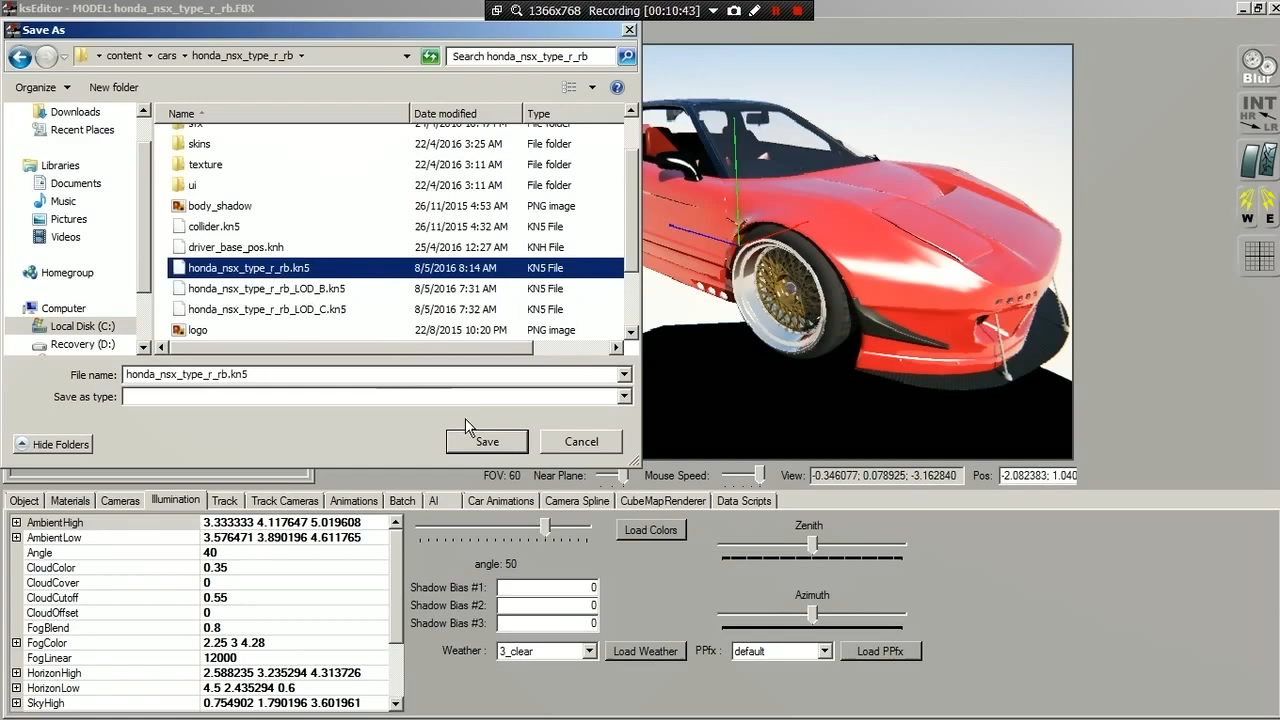 ksEditor - MODEL: honda_nsx_type_r_rb.FBX
1366x768 Recording [00:10:43]
Save As
content cars honda_nsx_type_r_rb
Search honda_nsx_type_r_rb
Organize New folder
Downloads
Recent Places
Libraries
Documents
Music
Pictures
Videos
Homegroup
Computer
Local Disk (C:)
Recovery (D:)
Name Date modified Type
skins 22/4/2016 3:25 AM File folder
texture 22/4/2016 3:11 AM File folder
ui 22/4/2016 3:11 AM File folder
body_shadow 26/11/2015 4:53 AM PNG image
collider.kn5 26/11/2015 4:32 AM KN5 File
driver_base_pos.knh 25/4/2016 12:27 AM KNH File
honda_nsx_type_r_rb.kn5 8/5/2016 8:14 AM KN5 File
honda_nsx_type_r_rb_LOD_B.kn5 8/5/2016 7:31 AM KN5 File
honda_nsx_type_r_rb_LOD_C.kn5 8/5/2016 7:32 AM KN5 File
logo 22/8/2015 10:20 PM PNG image
File name: honda_nsx_type_r_rb.kn5
Save as type:
Hide Folders Save Cancel
Blur
INT
HR LR
W E
FOV: 60 Near Plane: Mouse Speed: View: -0.346077; 0.078925; -3.162840 Pos: -2.082383; 1.040
Object Materials Cameras Illumination Track Track Cameras Animations Batch AI Car Animations Camera Spline CubeMapRenderer Data Scripts
AmbientHigh 3.333333 4.117647 5.019608
AmbientLow 3.576471 3.890196 4.611765
Angle 40
CloudColor 0.35
CloudCover 0
CloudCutoff 0.55
CloudOffset 0
FogBlend 0.8
FogColor 2.25 3 4.28
FogLinear 12000
HorizonHigh 2.588235 3.235294 4.313726
HorizonLow 4.5 2.435294 0.6
SkyHigh 0.754902 1.790196 3.601961
Load Colors
angle: 50
Shadow Bias #1: 0
Shadow Bias #2: 0
Shadow Bias #3: 0
Zenith
Azimuth
Weather : 3_clear Load Weather PPfx : default Load PPfx